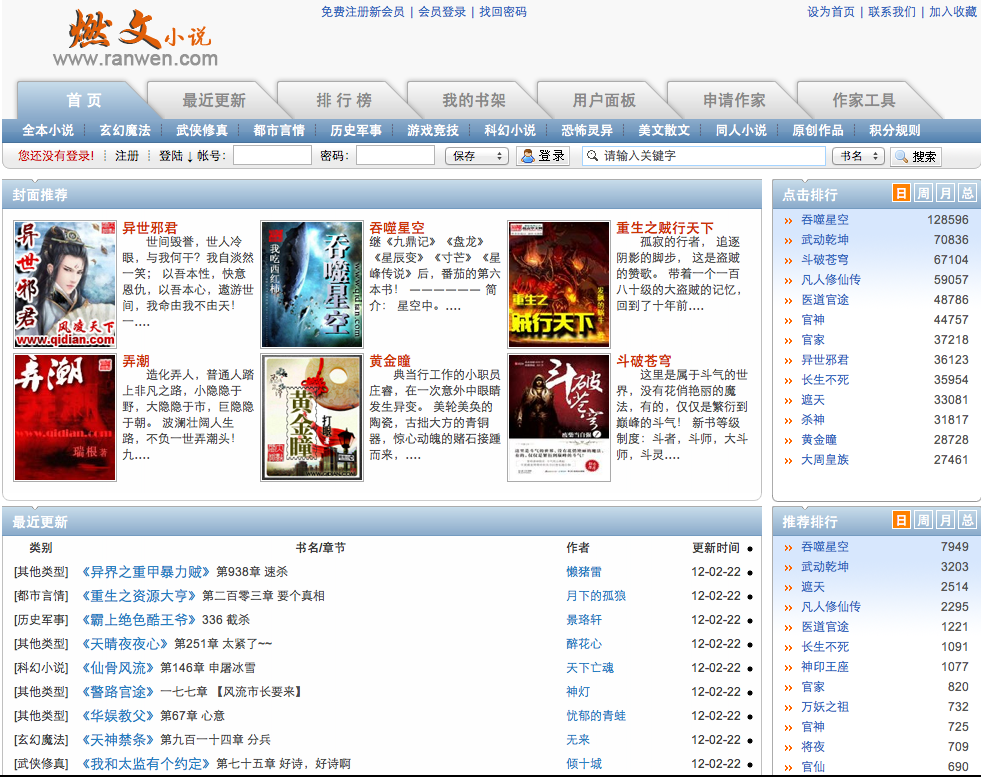 免费注册新会员 | 会员登录 | 找回密码
设为首页 | 联系我们 | 加入收藏
燃文小说
www.ranwen.com
首 页 最近更新 排 行 榜 我的书架 用户面板 申请作家 作家工具
全本小说 玄幻魔法 武侠修真 都市言情 历史军事 游戏竞技 科幻小说 恐怖灵异 美文散文 同人小说 原创作品 积分规则
您还没有登录! 注册 登陆 ↓ 帐号: 密码: 保存 登录 请输入关键字 书名 搜索
封面推荐
异世邪君
风凌天下
www.qidian.com
异世邪君
世间毁誉，世人冷
眼，与我何干？我自淡然
一笑； 以吾本性，快意
恩仇，以吾本心，遨游世
间，我命由我不由天！
一....
吞噬星空
我吃西红柿
吞噬星空
继《九鼎记》《盘龙》
《星辰变》《寸芒》《星
峰传说》后，番茄的第六
本书！ —————— 简
介： 星空中。....
重生之
贼行天下
重生之贼行天下
孤寂的行者， 追逐
阴影的脚步， 这是盗贼
的赞歌。 带着一个一百
八十级的大盗贼的记忆，
回到了十年前....
弄潮
www.qidian.com
瑞根 著
弄潮
造化弄人，普通人踏
上非凡之路，小隐隐于
野，大隐隐于市，巨隐隐
于朝。 波澜壮阔人生
路，不负一世弄潮头！
九....
黄金瞳
打眼
黄金瞳
典当行工作的小职员
庄睿，在一次意外中眼睛
发生异变。 美轮美奂的
陶瓷，古拙大方的青铜
器，惊心动魄的赌石接踵
而来，....
斗破苍穹
斗破苍穹
这里是属于斗气的世
界，没有花俏艳丽的魔
法，有的，仅仅是繁衍到
巅峰的斗气！ 新书等级
制度：斗者，斗师，大斗
师，斗灵....
点击排行 日 周 月 总
吞噬星空 128596
武动乾坤 70836
斗破苍穹 67104
凡人修仙传 59057
医道官途 48786
官神 44757
官家 37218
异世邪君 36123
长生不死 35954
遮天 33081
杀神 31817
黄金瞳 28728
大周皇族 27461
最近更新
类别 书名/章节 作者 更新时间 ●
[其他类型] 《异界之重甲暴力贼》 第938章 速杀 懒猪雷 12-02-22 ●
[都市言情] 《重生之资源大亨》 第二百零三章 要个真相 月下的孤狼 12-02-22 ●
[历史军事] 《霸上绝色酷王爷》 336 截杀 景珞轩 12-02-22 ●
[其他类型] 《天晴夜夜心》 第251章 太紧了~~ 醉花心 12-02-22 ●
[科幻小说] 《仙骨风流》 第146章 申屠冰雪 天下亡魂 12-02-22 ●
[其他类型] 《警路官途》 一一七七章 【风流市长要来】 神灯 12-02-22 ●
[其他类型] 《华娱教父》 第67章 心意 忧郁的青蛙 12-02-22 ●
[玄幻魔法] 《天神禁条》 第九百一十四章 分兵 无来 12-02-22 ●
[武侠修真] 《我和太监有个约定》 第七十五章 好诗，好诗啊 倾十城 12-02-22 ●
推荐排行 日 周 月 总
吞噬星空 7949
武动乾坤 3203
遮天 2514
凡人修仙传 2295
医道官途 1221
长生不死 1091
神印王座 1077
官家 820
万妖之祖 732
官神 725
将夜 709
官仙 690